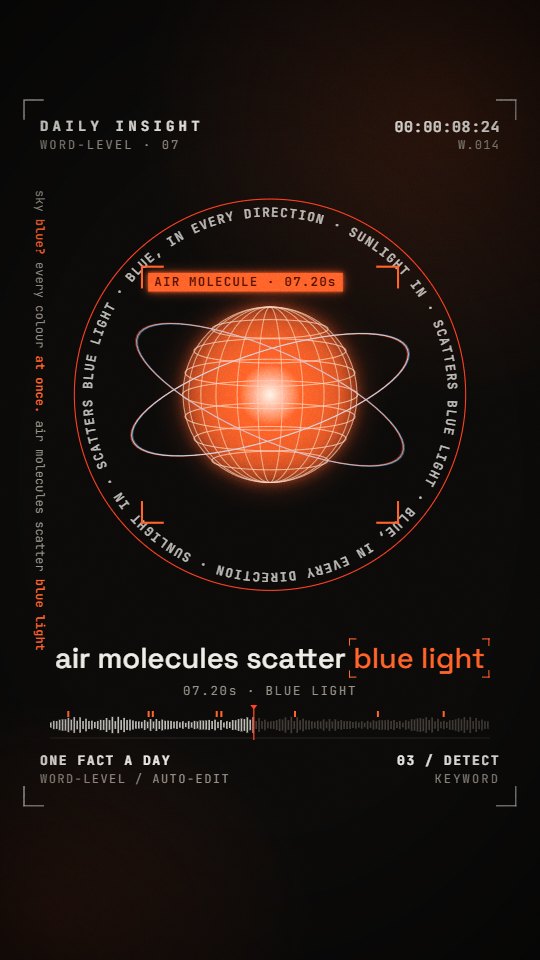 DAILY INSIGHT
WORD-LEVEL · 07
00:00:08:24
W.014
sky blue? every colour at once. air molecules scatter blue light
SUNLIGHT IN · SCATTERS BLUE LIGHT · BLUE, IN EVERY DIRECTION · SUNLIGHT IN · SCATTERS BLUE LIGHT · BLUE, IN EVERY DIRECTION ·
AIR MOLECULE · 07.20s
air molecules scatter blue light
07.20s · BLUE LIGHT
ONE FACT A DAY
WORD-LEVEL / AUTO-EDIT
03 / DETECT
KEYWORD